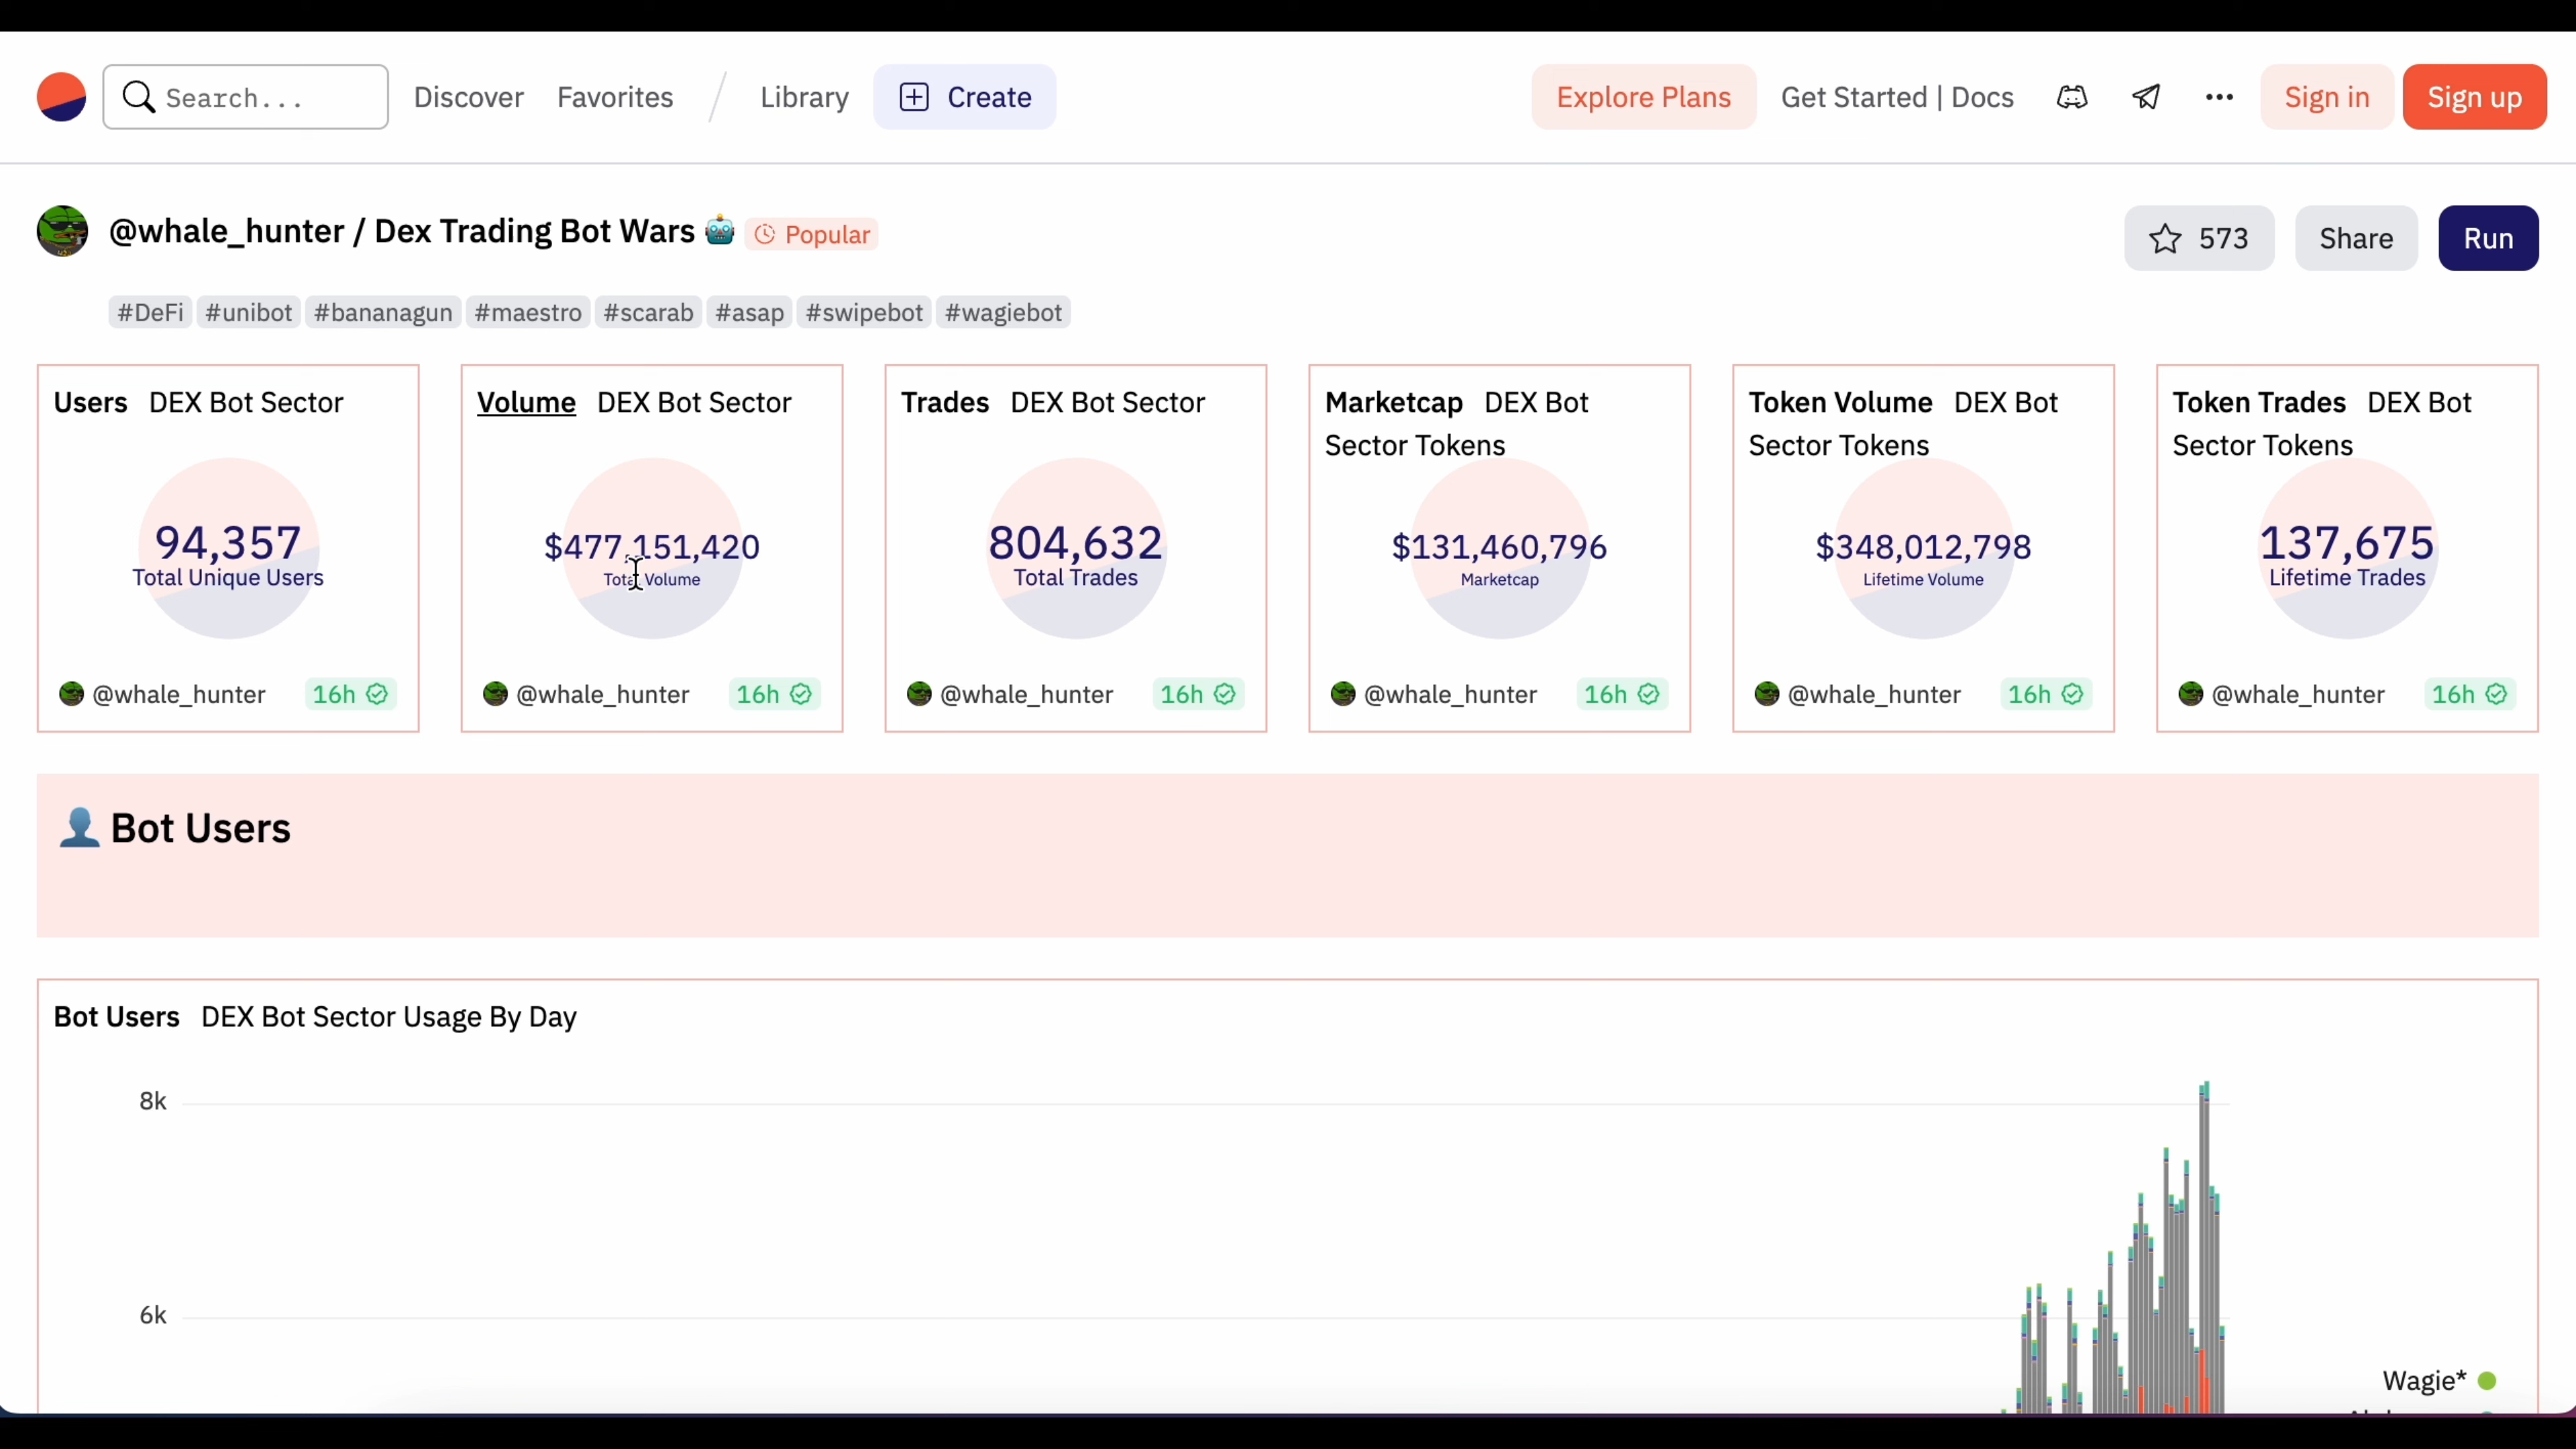 Search...
Discover
Favorites
Library
Create
Explore Plans
Get Started | Docs
Sign in
Sign up
@whale_hunter / Dex Trading Bot Wars 🤖
Popular
573
Share
Run
#DeFi #unibot #bananagun #maestro #scarab #asap #swipebot #wagiebot
Users DEX Bot Sector
94,357
Total Unique Users
@whale_hunter 16h
Volume DEX Bot Sector
$477,151,420
Total Volume
@whale_hunter 16h
Trades DEX Bot Sector
804,632
Total Trades
@whale_hunter 16h
Marketcap DEX Bot
Sector Tokens
$131,460,796
Marketcap
@whale_hunter 16h
Token Volume DEX Bot
Sector Tokens
$348,012,798
Lifetime Volume
@whale_hunter 16h
Token Trades DEX Bot
Sector Tokens
137,675
Lifetime Trades
@whale_hunter 16h
👤 Bot Users
Bot Users DEX Bot Sector Usage By Day
8k
6k
Wagie*